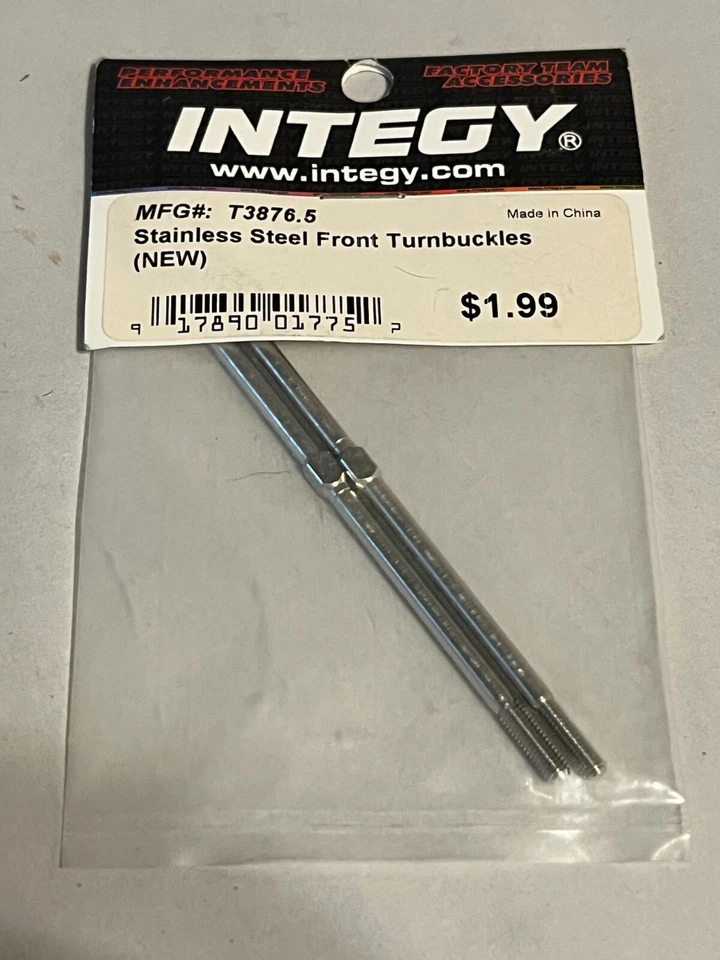 PERFORMANCE
ENHANCEMENTS
FACTORY TEAM
ACCESSORIES
INTEGY®
www.integy.com
MFG#: T3876.5
Made in China
Stainless Steel Front Turnbuckles
(NEW)
$1.99
9 17890 01775 2